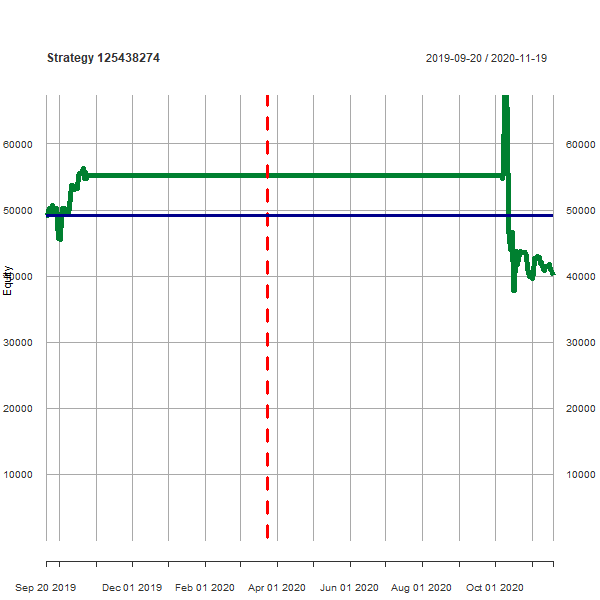 Strategy 125438274
2019-09-20 / 2020-11-19
60000
60000
50000
50000
Equity
40000
40000
30000
30000
20000
20000
10000
10000
Sep 20 2019
Dec 01 2019
Feb 01 2020
Apr 01 2020
Jun 01 2020
Aug 01 2020
Oct 01 2020